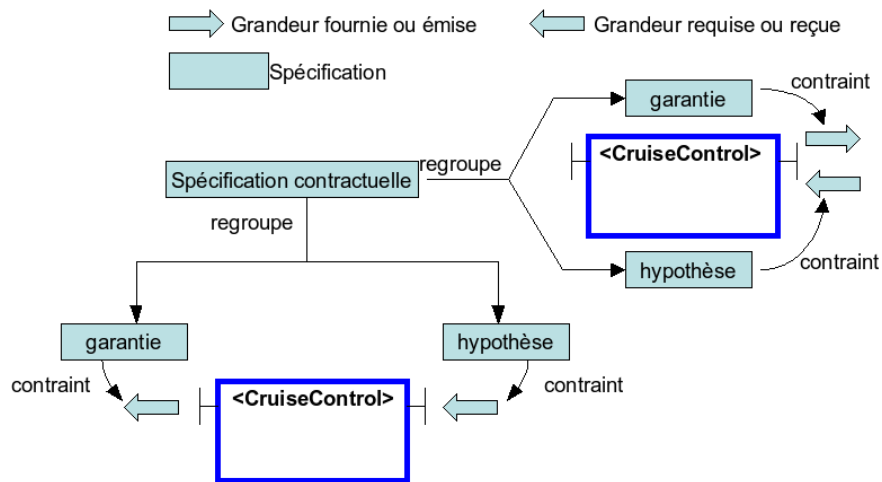 Grandeur fournie ou émise
Grandeur requise ou reçue
Spécification
contraint
garantie
<CruiseControl>
regroupe
Spécification contractuelle
regroupe
hypothèse
contraint
garantie
hypothèse
contraint
contraint
<CruiseControl>